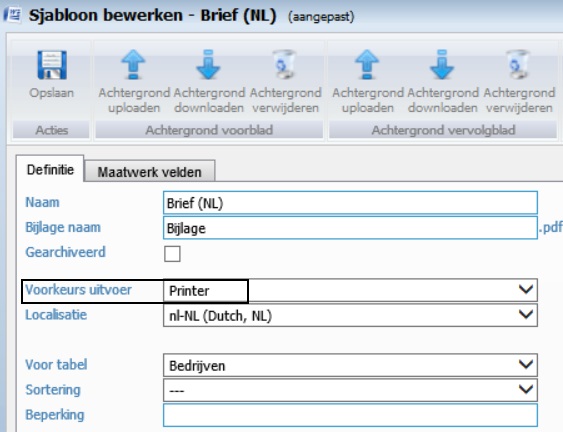 Sjabloon bewerken - Brief (NL) (aangepast)
Opslaan
Achtergrond uploaden
Achtergrond downloaden
Achtergrond verwijderen
Achtergrond uploaden
Achtergrond downloaden
Achtergrond verwijderen
Acties
Achtergrond voorblad
Achtergrond vervolgblad
Definitie
Maatwerk velden
Naam Brief (NL)
Bijlage naam Bijlage .pdf
Gearchiveerd
Voorkeurs uitvoer Printer
Localisatie nl-NL (Dutch, NL)
Voor tabel Bedrijven
Sortering ---
Beperking